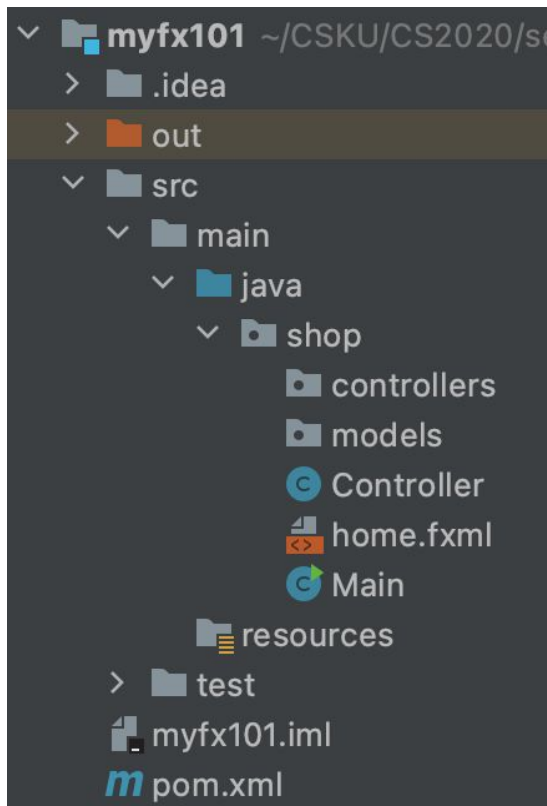 myfx101 ~/CSKU/CS2020/se
.idea
out
src
main
java
shop
controllers
models
C Controller
<> home.fxml
C Main
resources
test
myfx101.iml
m pom.xml